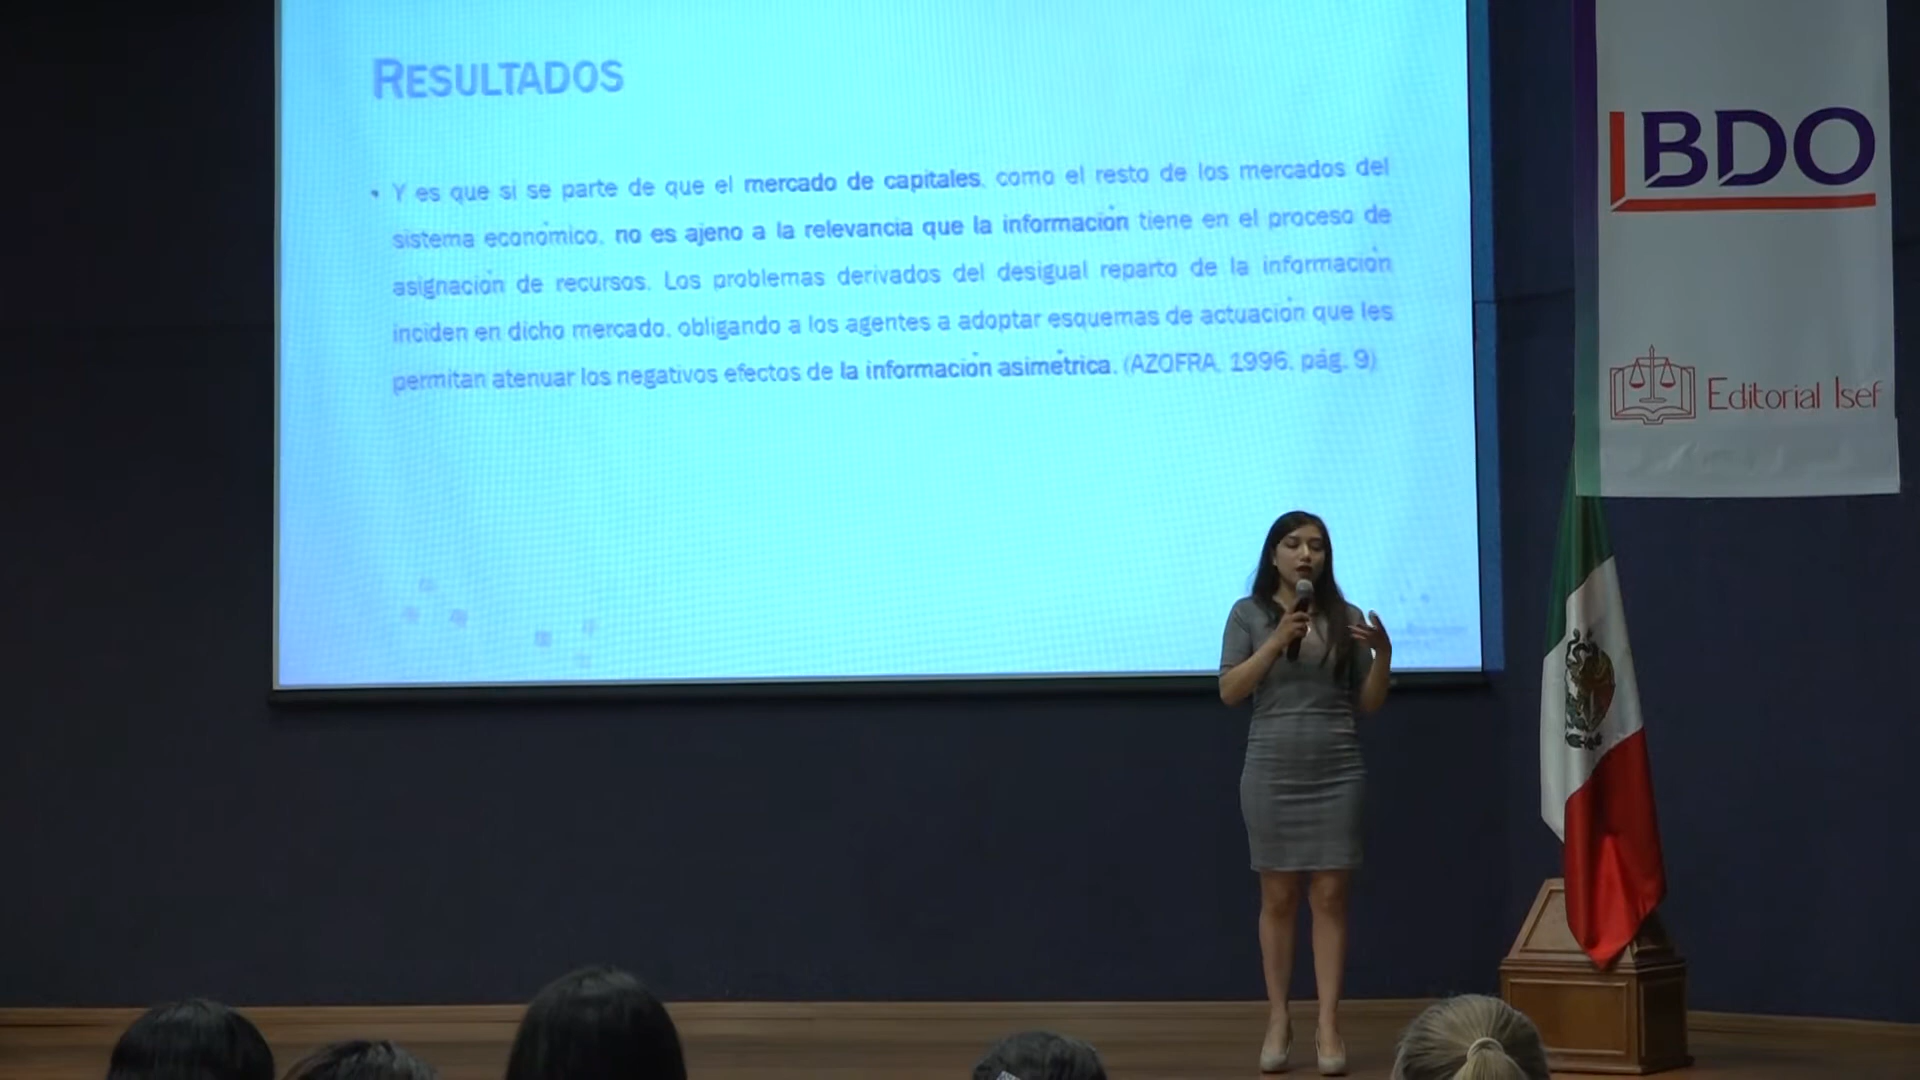 RESULTADOS
• Y es que si se parte de que el mercado de capitales, como el resto de los mercados del
sistema económico, no es ajeno a la relevancia que la información tiene en el proceso de
asignación de recursos. Los problemas derivados del desigual reparto de la información
inciden en dicho mercado, obligando a los agentes a adoptar esquemas de actuación que les
permitan atenuar los negativos efectos de la información asimétrica. (AZOFRA, 1996, pág. 9)
BDO
Editorial Isef